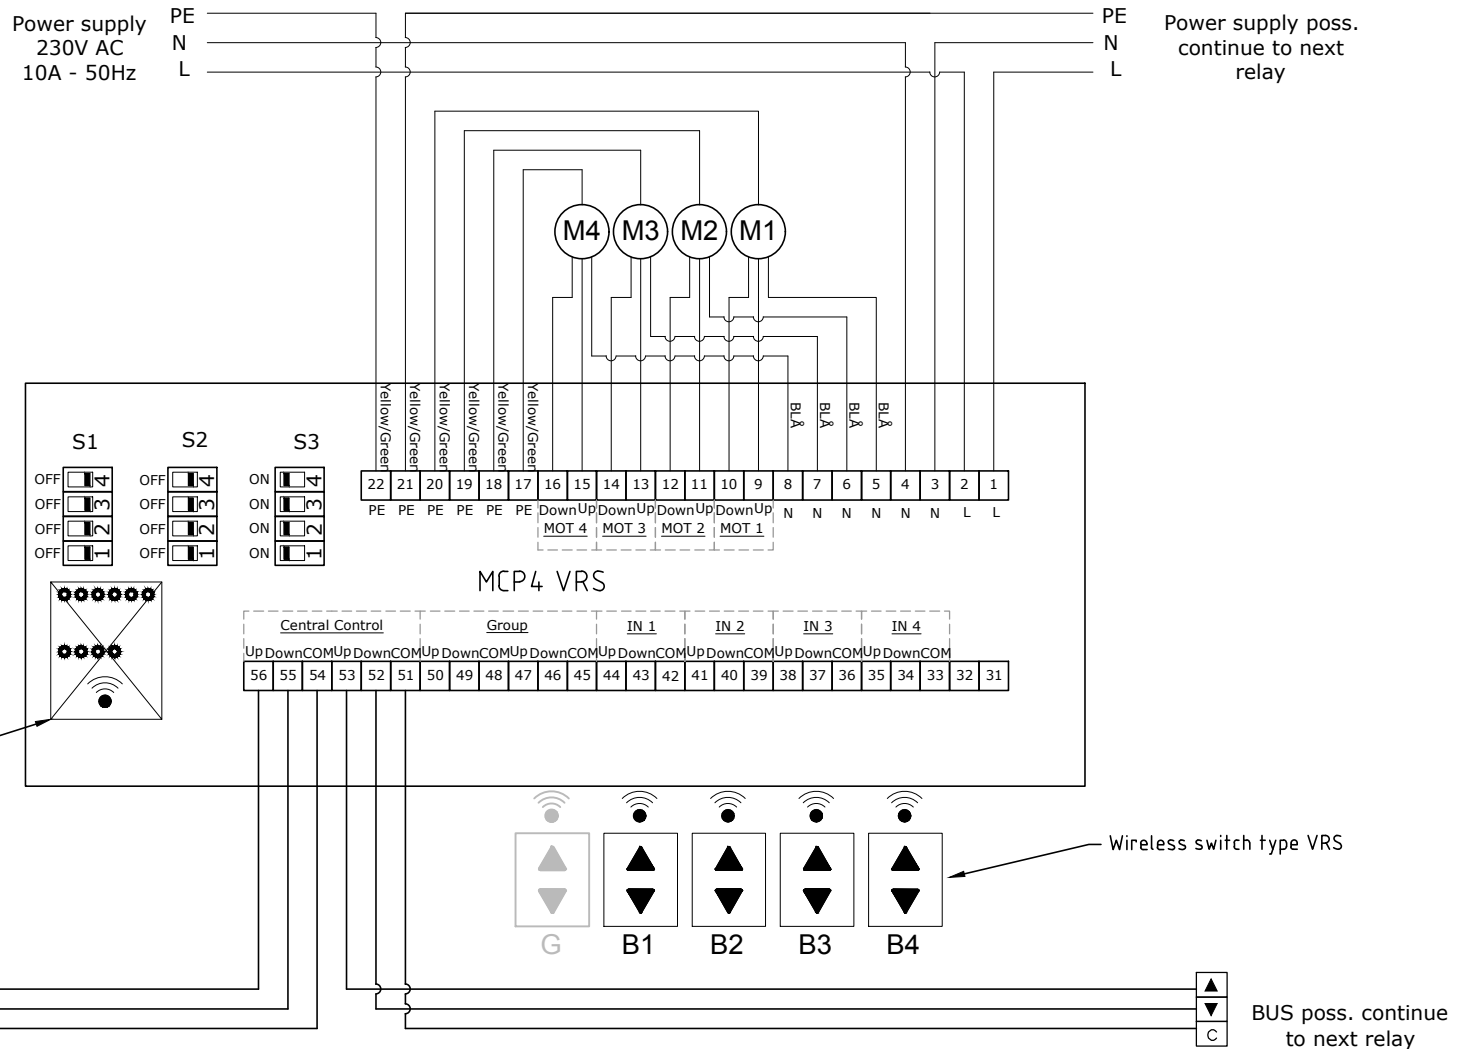 Power supply
230V AC
10A - 50Hz
PE
N
L
PE
N
L
Power supply poss.
continue to next
relay
M4 M3 M2 M1
Yellow/Green Yellow/Green Yellow/Green Yellow/Green Yellow/Green Yellow/Green BLÅ BLÅ BLÅ BLÅ
S1 S2 S3
OFF 4 OFF 4 ON 4
OFF 3 OFF 3 ON 3
OFF 2 OFF 2 ON 2
OFF 1 OFF 1 ON 1
22 21 20 19 18 17 16 15 14 13 12 11 10 9 8 7 6 5 4 3 2 1
PE PE PE PE PE PE Down Up Down Up Down Up Down Up N N N N N N L L
MOT 4 MOT 3 MOT 2 MOT 1
MCP4 VRS
Central Control Group IN 1 IN 2 IN 3 IN 4
Up Down COM Up Down COM Up Down COM Up Down COM Up Down COM Up Down COM Up Down COM Up Down COM
56 55 54 53 52 51 50 49 48 47 46 45 44 43 42 41 40 39 38 37 36 35 34 33 32 31
Wireless switch type VRS
G B1 B2 B3 B4
C
BUS poss. continue
to next relay